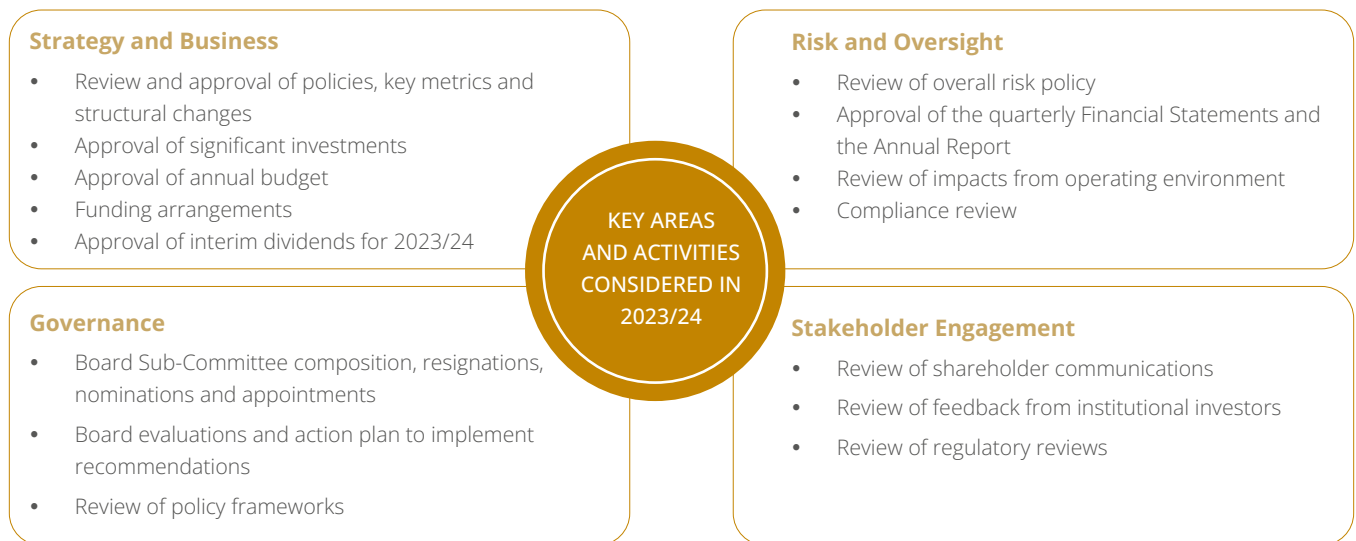 Strategy and Business
• Review and approval of policies, key metrics and
structural changes
• Approval of significant investments
• Approval of annual budget
• Funding arrangements
• Approval of interim dividends for 2023/24
Risk and Oversight
• Review of overall risk policy
• Approval of the quarterly Financial Statements and
the Annual Report
• Review of impacts from operating environment
• Compliance review
KEY AREAS
AND ACTIVITIES
CONSIDERED IN
2023/24
Governance
• Board Sub-Committee composition, resignations,
nominations and appointments
• Board evaluations and action plan to implement
recommendations
• Review of policy frameworks
Stakeholder Engagement
• Review of shareholder communications
• Review of feedback from institutional investors
• Review of regulatory reviews